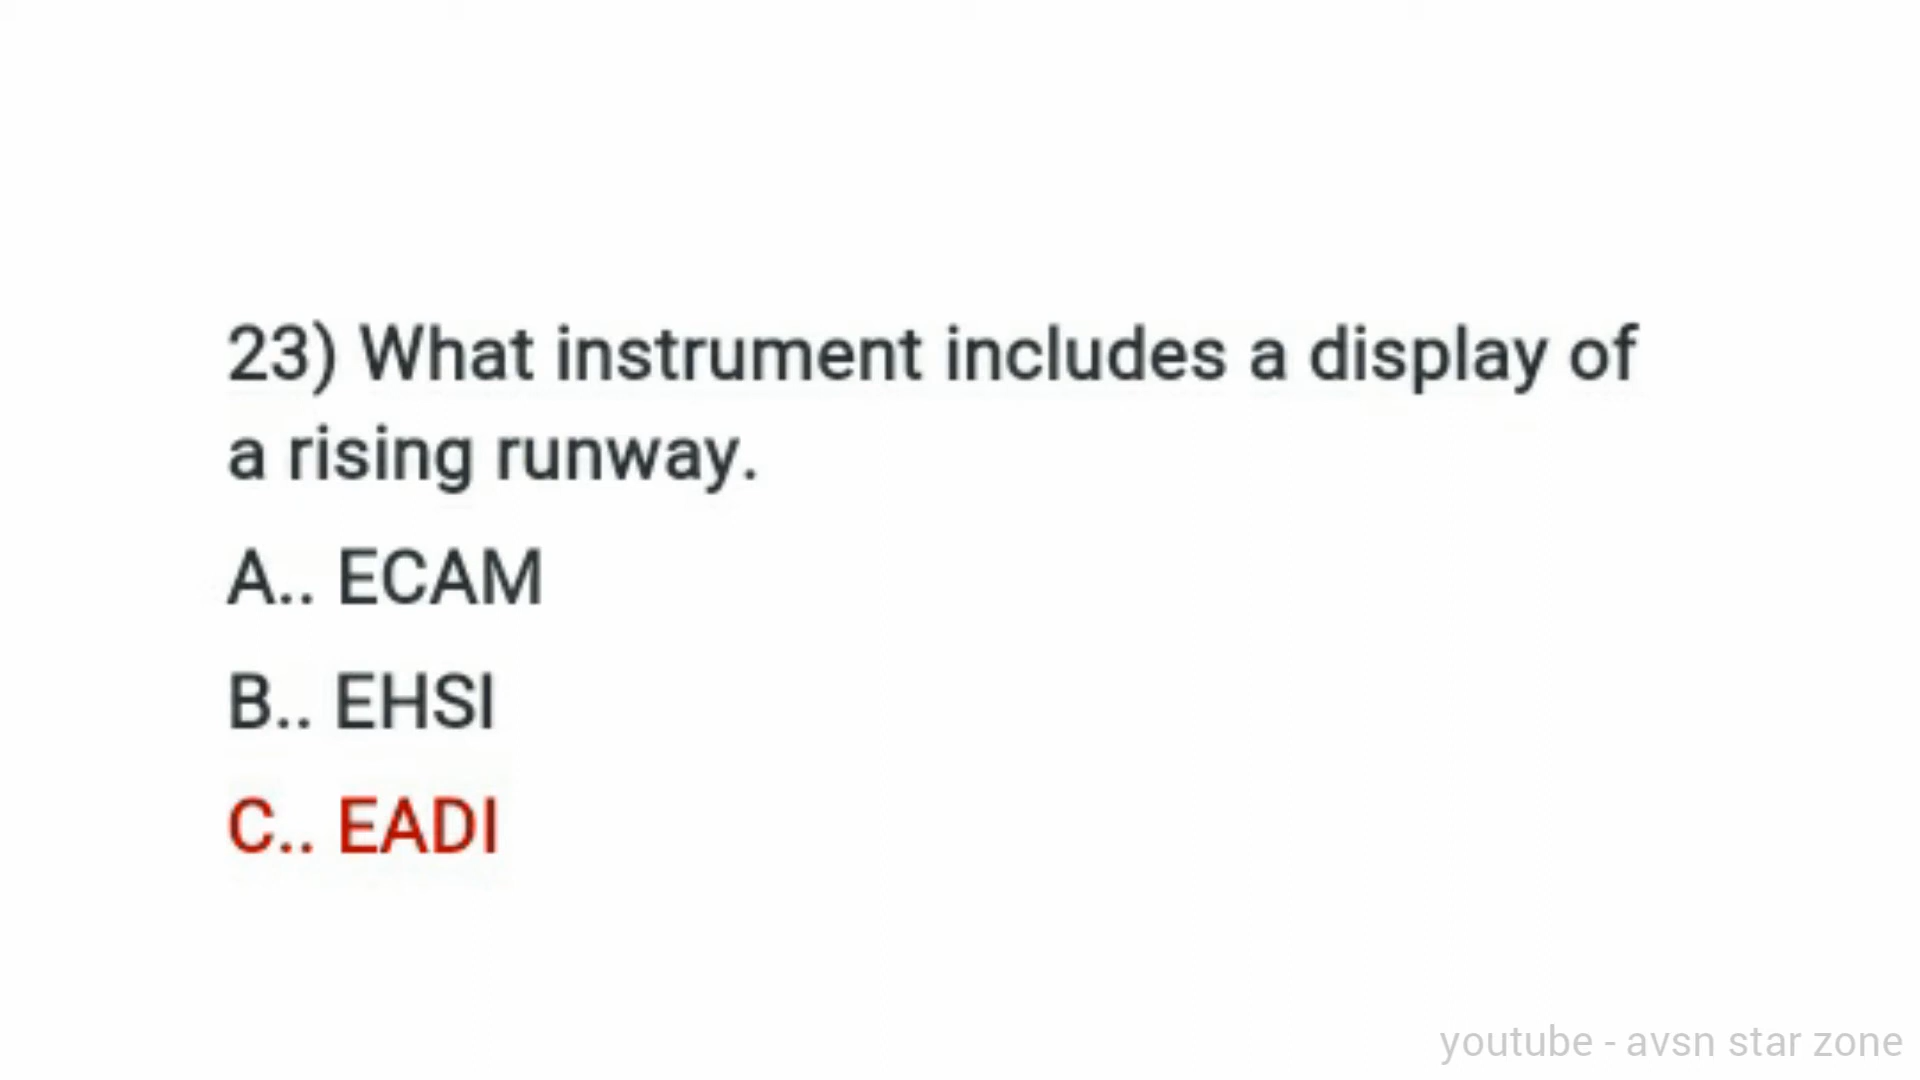 23) What instrument includes a display of
a rising runway.
A.. ECAM
B.. EHSI
C.. EADI
youtube - avsn star zone